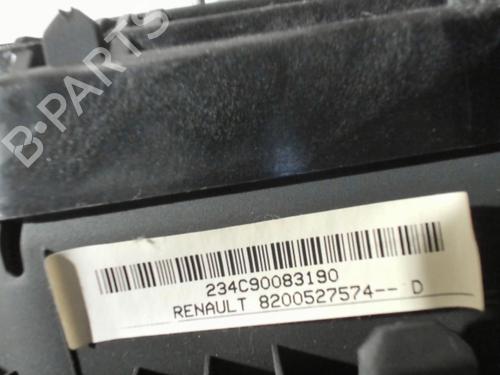 B-PARTS
234C90083190
RENAULT 8200527574-- D